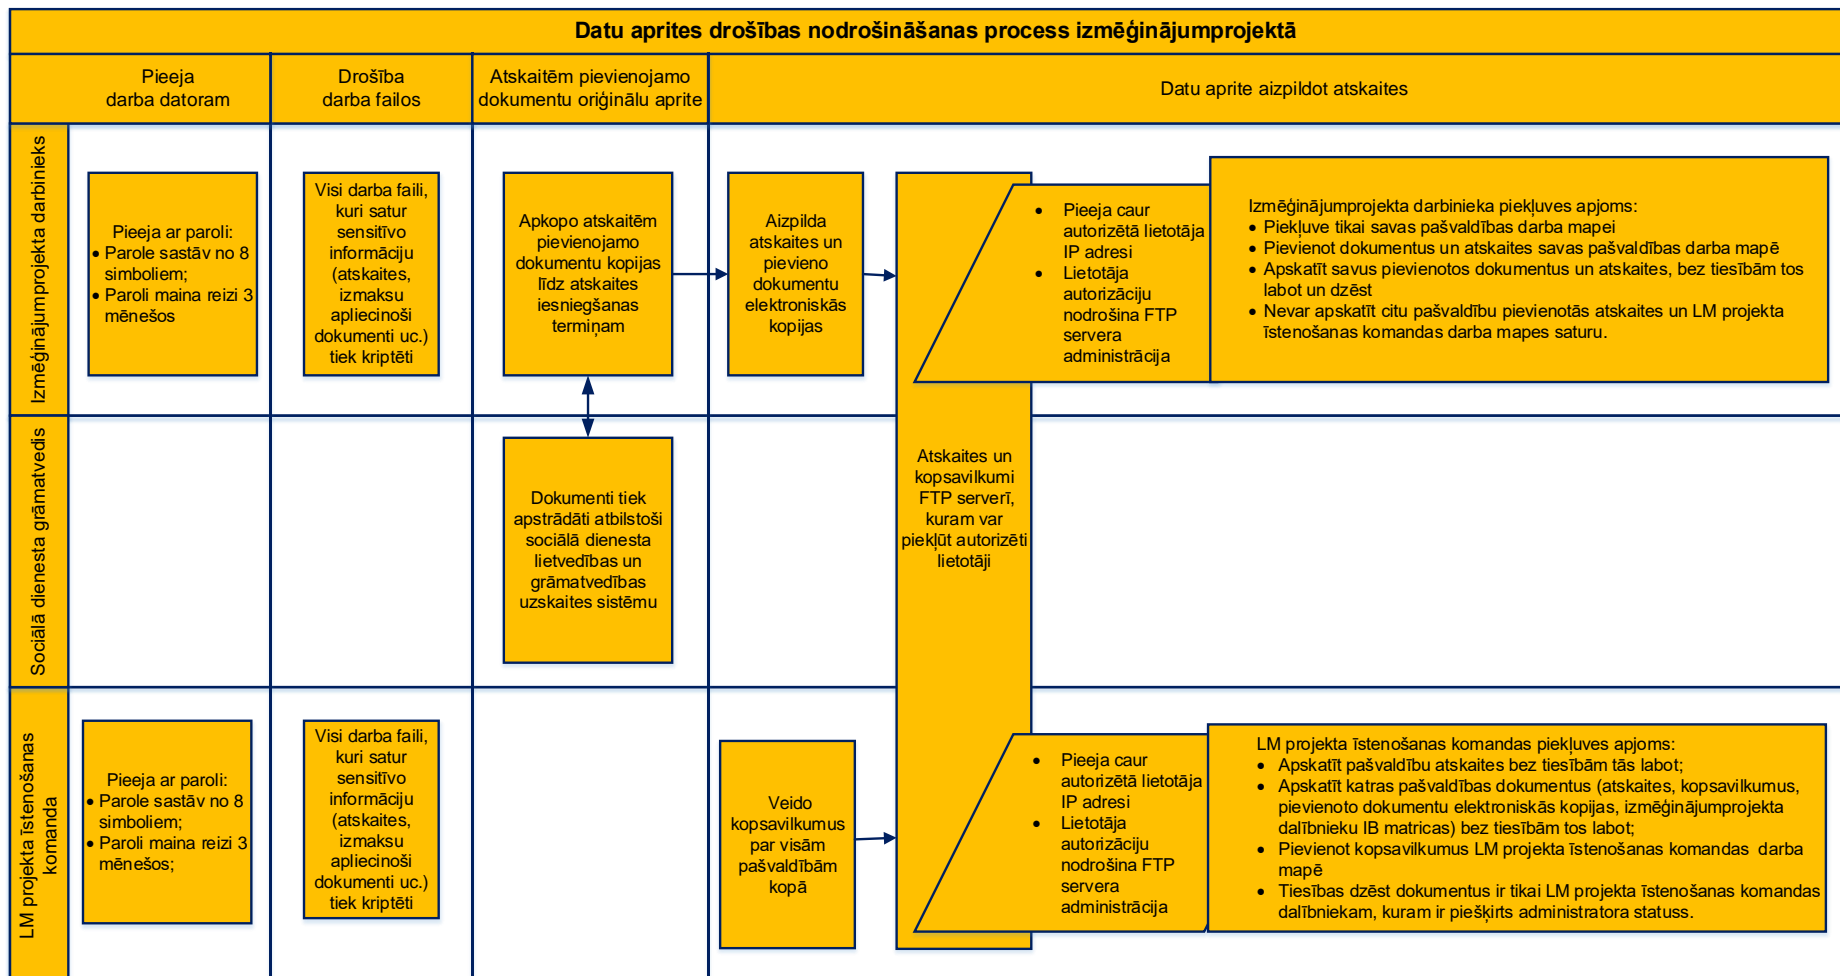 Datu aprites drošības nodrošināšanas process izmēģinājumprojektā
Pieeja
darba datoram
Drošība
darba failos
Atskaitēm pievienojamo
dokumentu oriģinālu aprite
Datu aprite aizpildot atskaites
Izmēģinājumprojekta darbinieks
Pieeja ar paroli:
• Parole sastāv no 8
simboliem;
• Paroli maina reizi 3
mēnešos
Visi darba faili,
kuri satur
sensitīvo
informāciju
(atskaites,
izmaksu
apliecinoši
dokumenti uc.)
tiek kriptēti
Apkopo atskaitēm
pievienojamo
dokumentu kopijas
līdz atskaites
iesniegšanas
termiņam
Aizpilda
atskaites un
pievieno
dokumentu
elektroniskās
kopijas
• Pieeja caur
autorizētā lietotāja
IP adresi
• Lietotāja
autorizāciju
nodrošina FTP
servera
administrācija
Izmēģinājumprojekta darbinieka piekļuves apjoms:
• Piekļuve tikai savas pašvaldības darba mapei
• Pievienot dokumentus un atskaites savas pašvaldības darba mapē
• Apskatīt savus pievienotos dokumentus un atskaites, bez tiesībām tos
labot un dzēst
• Nevar apskatīt citu pašvaldību pievienotās atskaites un LM projekta
īstenošanas komandas darba mapes saturu.
Sociālā dienesta grāmatvedis
Dokumenti tiek
apstrādāti atbilstoši
sociālā dienesta
lietvedības un
grāmatvedības
uzskaites sistēmu
Atskaites un
kopsavilkumi
FTP serverī,
kuram var
piekļūt autorizēti
lietotāji
LM projekta īstenošanas
komanda
Pieeja ar paroli:
• Parole sastāv no 8
simboliem;
• Paroli maina reizi 3
mēnešos;
Visi darba faili,
kuri satur
sensitīvo
informāciju
(atskaites,
izmaksu
apliecinoši
dokumenti uc.)
tiek kriptēti
Veido
kopsavilkumus
par visām
pašvaldībām
kopā
• Pieeja caur
autorizētā lietotāja
IP adresi
• Lietotāja
autorizāciju
nodrošina FTP
servera
administrācija
LM projekta īstenošanas komandas piekļuves apjoms:
• Apskatīt pašvaldību atskaites bez tiesībām tās labot;
• Apskatīt katras pašvaldības dokumentus (atskaites, kopsavilkumus,
pievienoto dokumentu elektroniskās kopijas, izmēģinājumprojekta
dalībnieku IB matricas) bez tiesībām tos labot;
• Pievienot kopsavilkumus LM projekta īstenošanas komandas darba
mapē
• Tiesības dzēst dokumentus ir tikai LM projekta īstenošanas komandas
dalībniekam, kuram ir piešķirts administratora statuss.